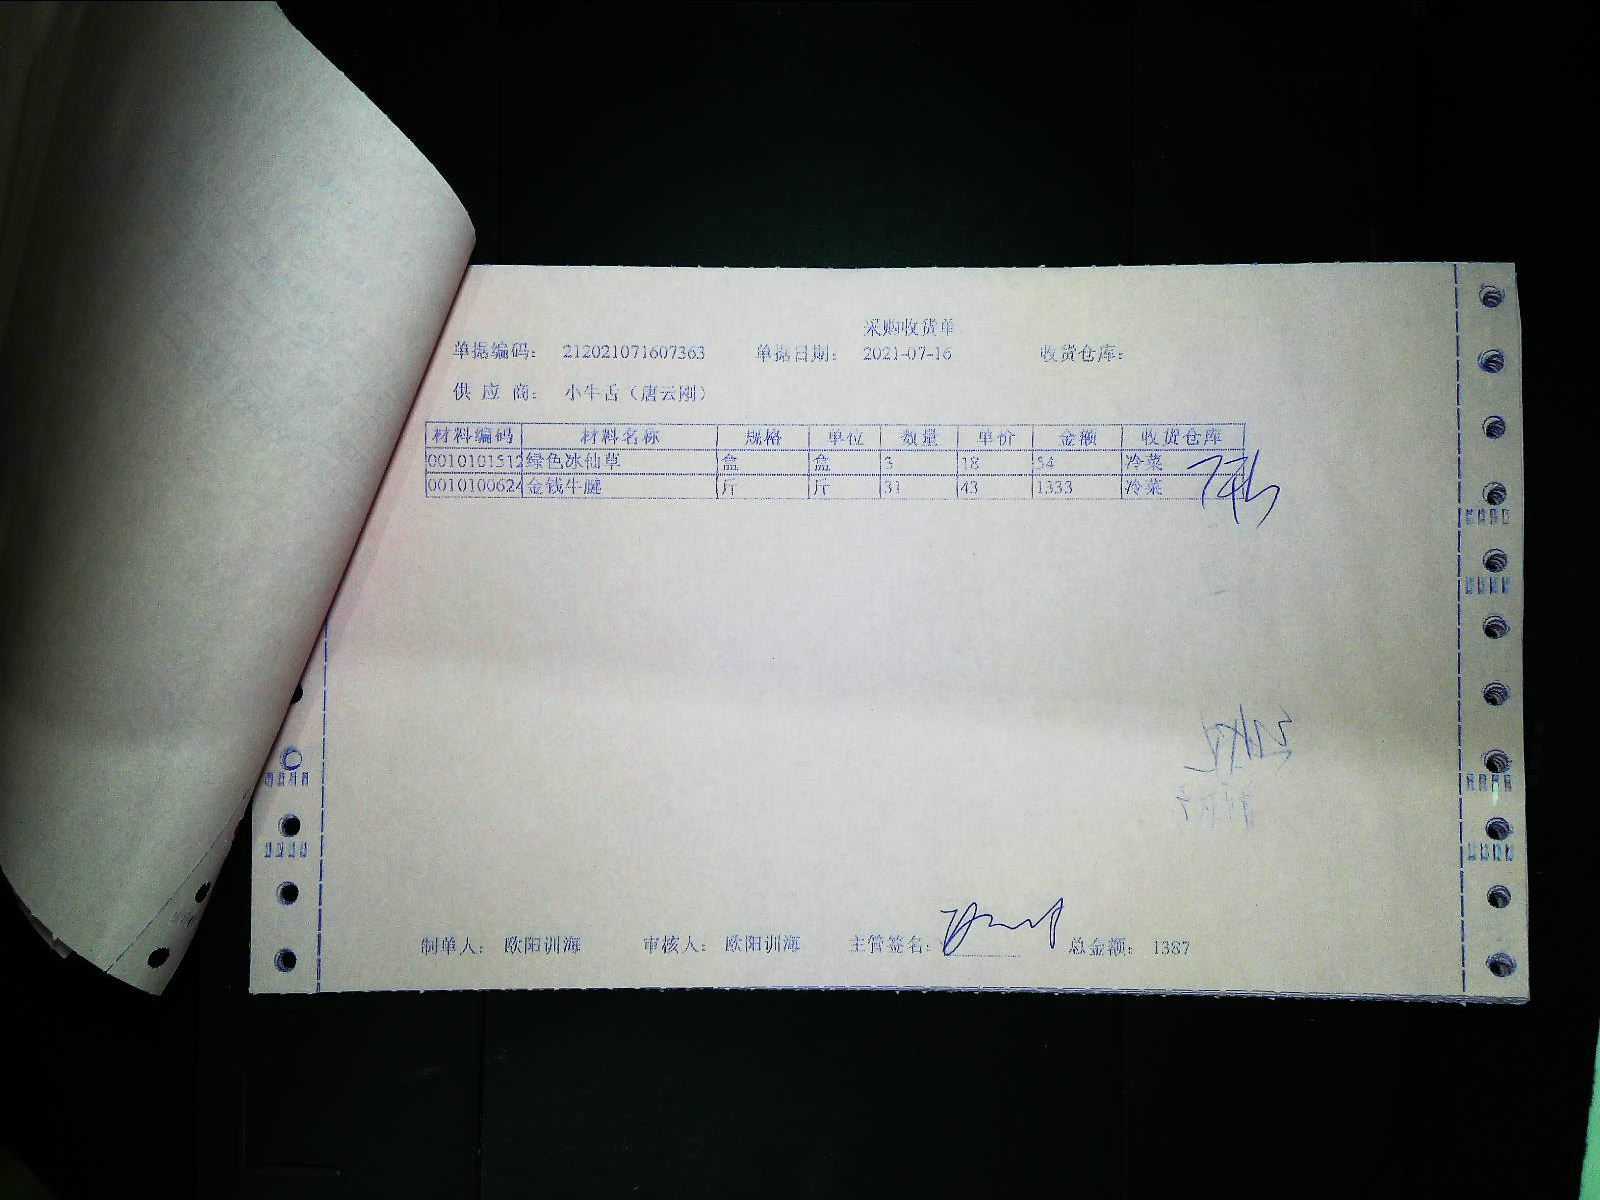 采购收货单
单据编码： 212021071607363 单据日期： 2021-07-16 收货仓库：
供 应 商： 小牛舌（唐云刚）
材料编码 材料名称 规格 单位 数量 单价 金额 收货仓库
0010101512 绿色冰仙草 盒 盒 3 18 54 冷菜
0010100624 金钱牛腱 斤 斤 31 43 1333 冷菜
制单人： 欧阳训海 审核人： 欧阳训海 主管签名： 总金额： 1387